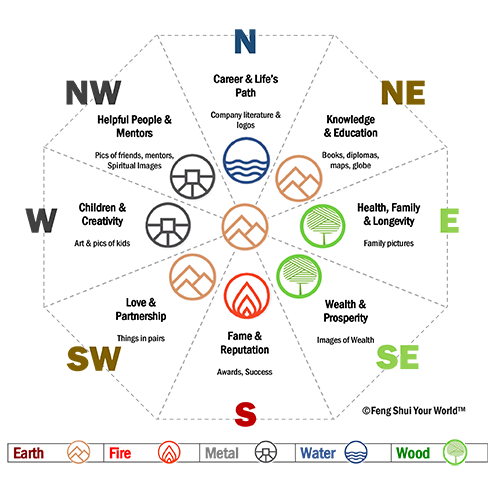 N
NW
NE
Career & Life's
Path
Company literature &
logos
Helpful People &
Mentors
Pics of friends, mentors,
Spiritual Images
Knowledge
& Education
Books, diplomas,
maps, globe
W
Children &
Creativity
Art & pics of kids
Health, Family
& Longevity
Family pictures
E
Love &
Partnership
Things in pairs
Wealth &
Prosperity
Images of Wealth
Fame &
Reputation
Awards, Success
SW
SE
S
©Feng Shui Your World™
Earth Fire Metal Water Wood